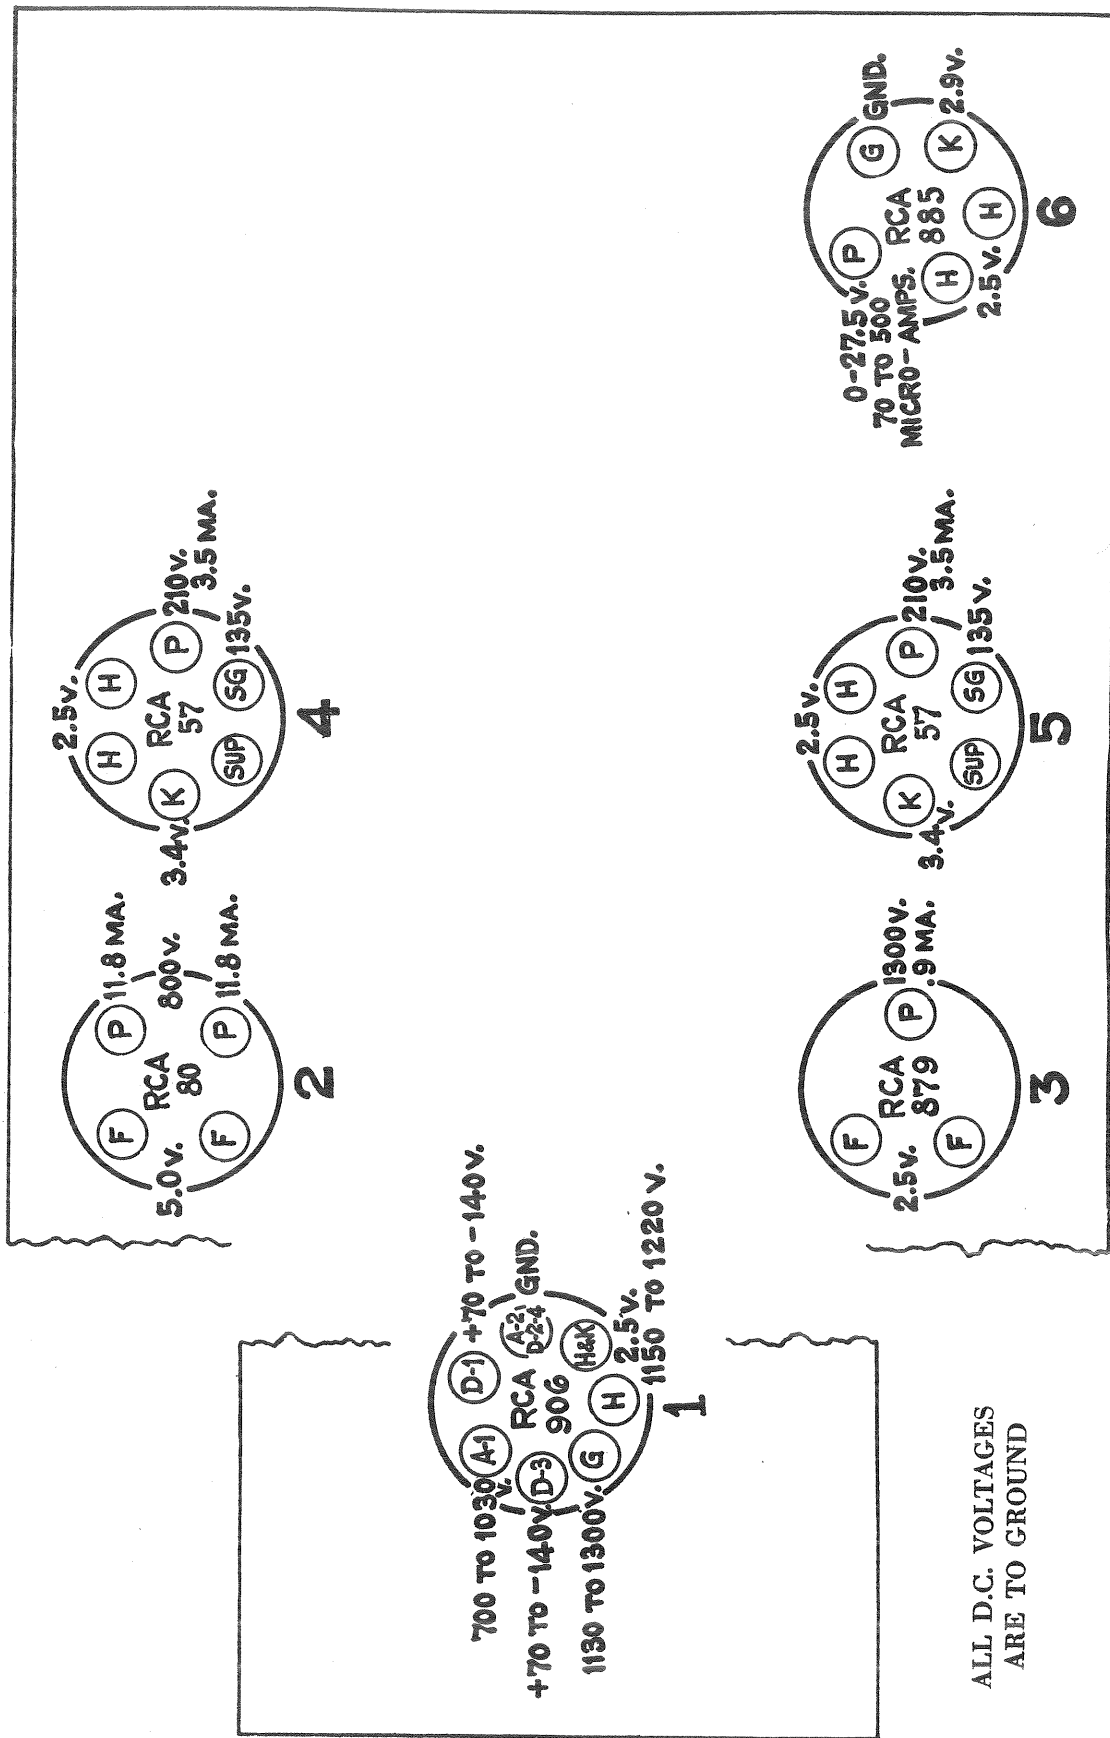 700 TO 1030
V.
+70 TO -140V.
+70 TO -140V.
GND.
1130 TO 1300V.
2.5V.
1150 TO 1220 V.
A-1
D-1
A-2,
D-2-4
D-3
H&K
G
H
RCA
906
1
11.8 MA.
P
F
5.0V.
RCA
80
800V.
F
P
11.8 MA.
2
2.5V.
H
H
3.4V.
K
RCA
57
P
210V.
3.5 MA.
SUP
SG
135V.
4
F
2.5V.
RCA
879
P
1300V.
.9 MA.
F
3
2.5V.
H
H
3.4V.
K
RCA
57
P
210V.
3.5 MA.
SUP
SG
135V.
5
0-27.5V.
70 TO 500
MICRO-AMPS.
P
G
GND.
RCA
885
H
K
2.9V.
2.5V.
H
6
ALL D.C. VOLTAGES
ARE TO GROUND